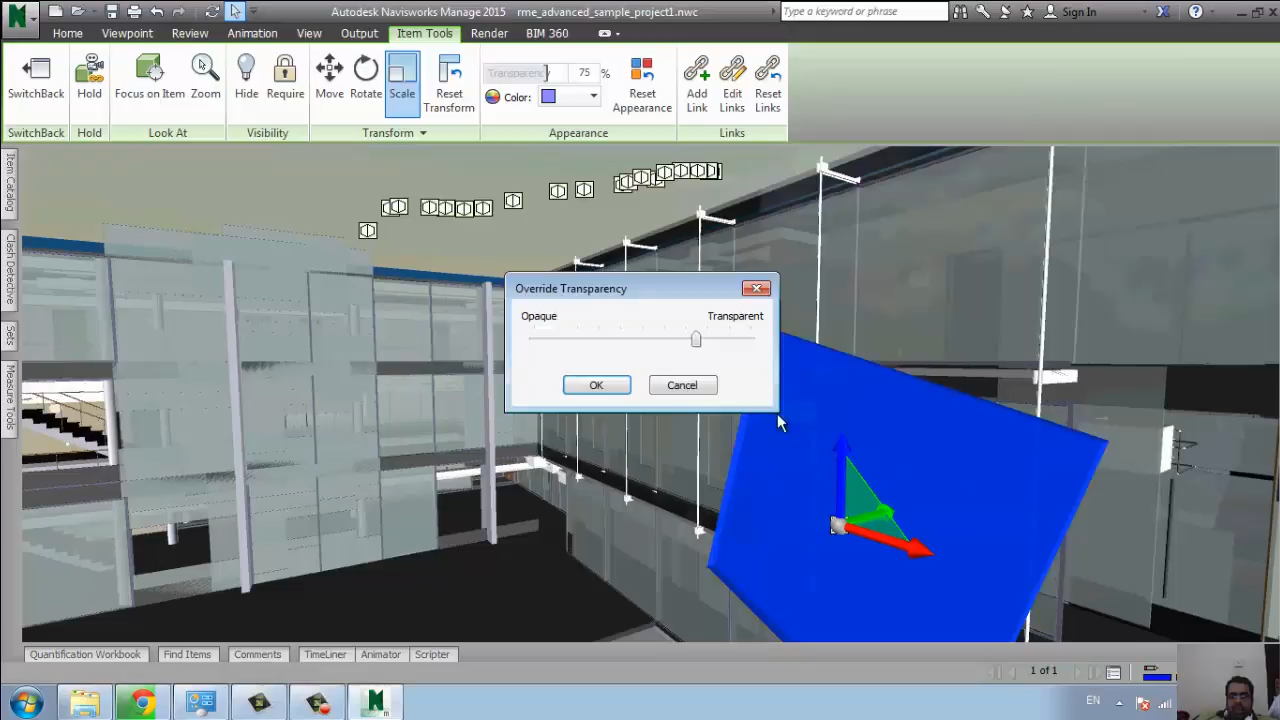 Autodesk Navisworks Manage 2015 rme_advanced_sample_project1.nwc
Type a keyword or phrase
Sign In
Home Viewpoint Review Animation View Output Item Tools Render BIM 360
SwitchBack
Hold
Focus on Item
Zoom
Hide
Require
Move
Rotate
Scale
Reset
Transform
Transparency 75 %
Color:
Reset
Appearance
Add
Link
Edit
Links
Reset
Links
SwitchBack Hold Look At Visibility Transform Appearance Links
Item Catalog
Clash Detective
Sets
Measure Tools
Override Transparency
Opaque Transparent
OK Cancel
Quantification Workbook Find Items Comments TimeLiner Animator Scripter
1 of 1
EN